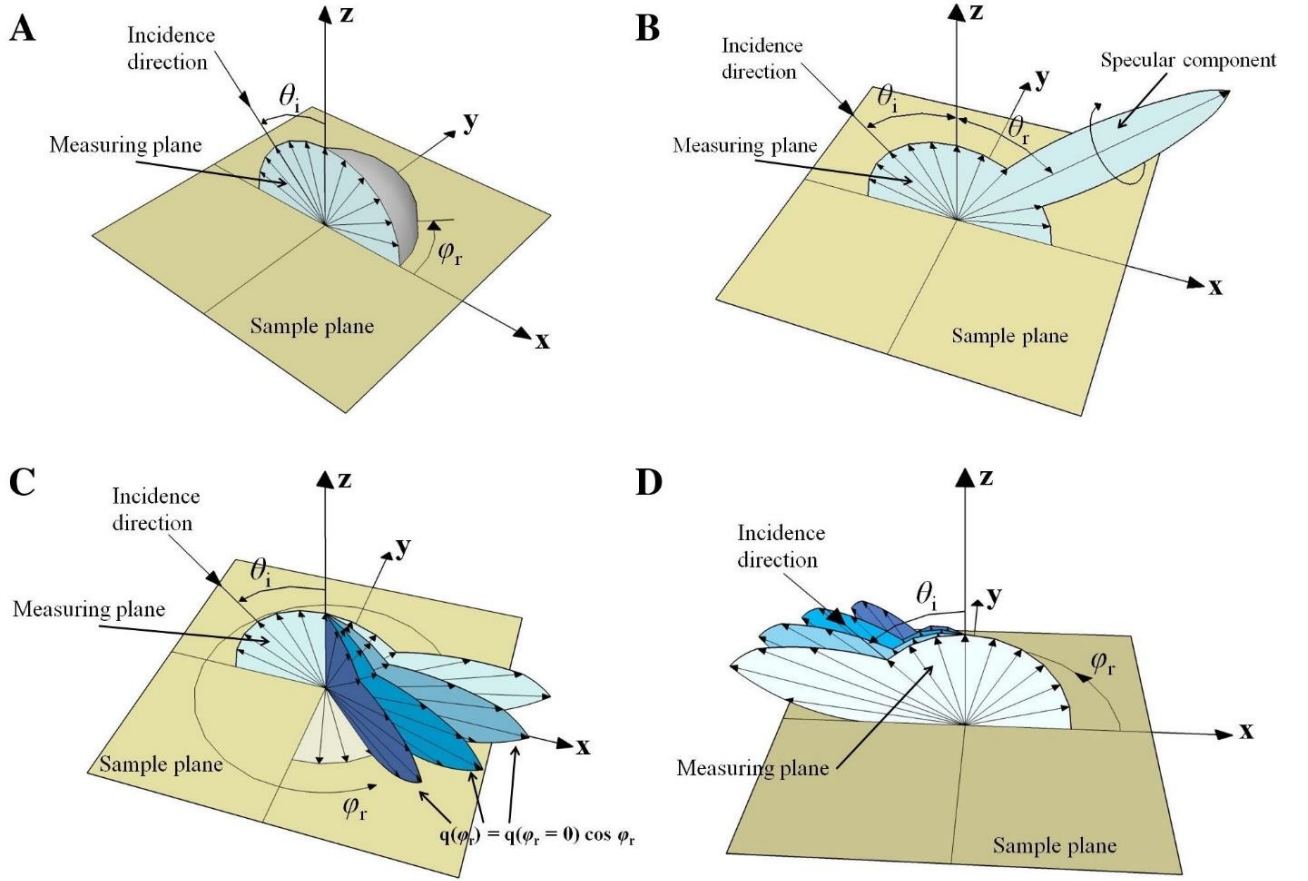 A
z
Incidence
direction
θi
y
Measuring plane
φr
Sample plane
x
B
z
Incidence
direction
Specular component
y
θi
θr
Measuring plane
x
Sample plane
C
z
Incidence
direction
y
θi
Measuring plane
x
Sample plane
φr
q(φr) = q(φr = 0) cos φr
D
z
Incidence
direction
θi
y
φr
x
Measuring plane
Sample plane